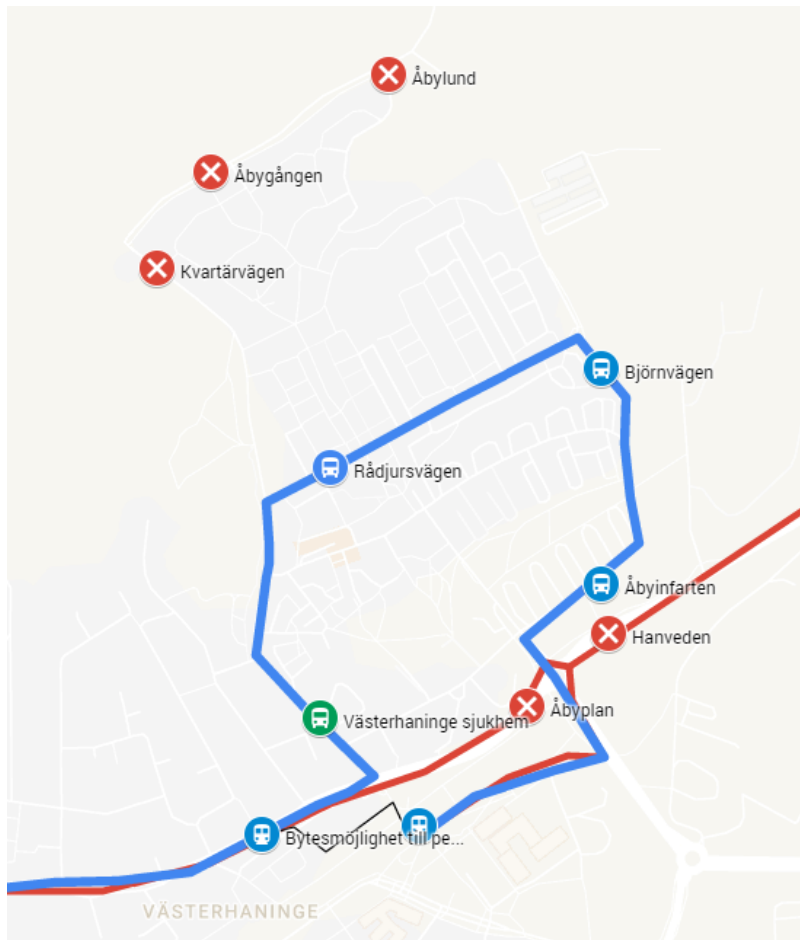 Åbylund
Åbygången
Kvartärvägen
Björnvägen
Rådjursvägen
Åbyinfarten
Hanveden
Åbyplan
Västerhaninge sjukhem
Bytesmöjlighet till pe...
VÄSTERHANINGE